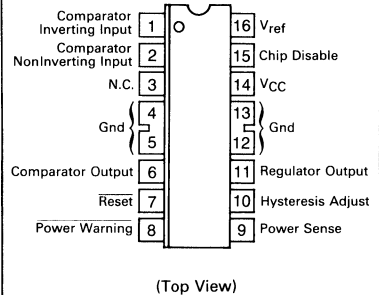 Comparator
Inverting Input 1
16 Vref
Comparator
NonInverting Input 2
15 Chip Disable
N.C. 3
14 VCC
4
13
Gnd
Gnd
5
12
Comparator Output 6
11 Regulator Output
Reset 7
10 Hysteresis Adjust
Power Warning 8
9 Power Sense
(Top View)